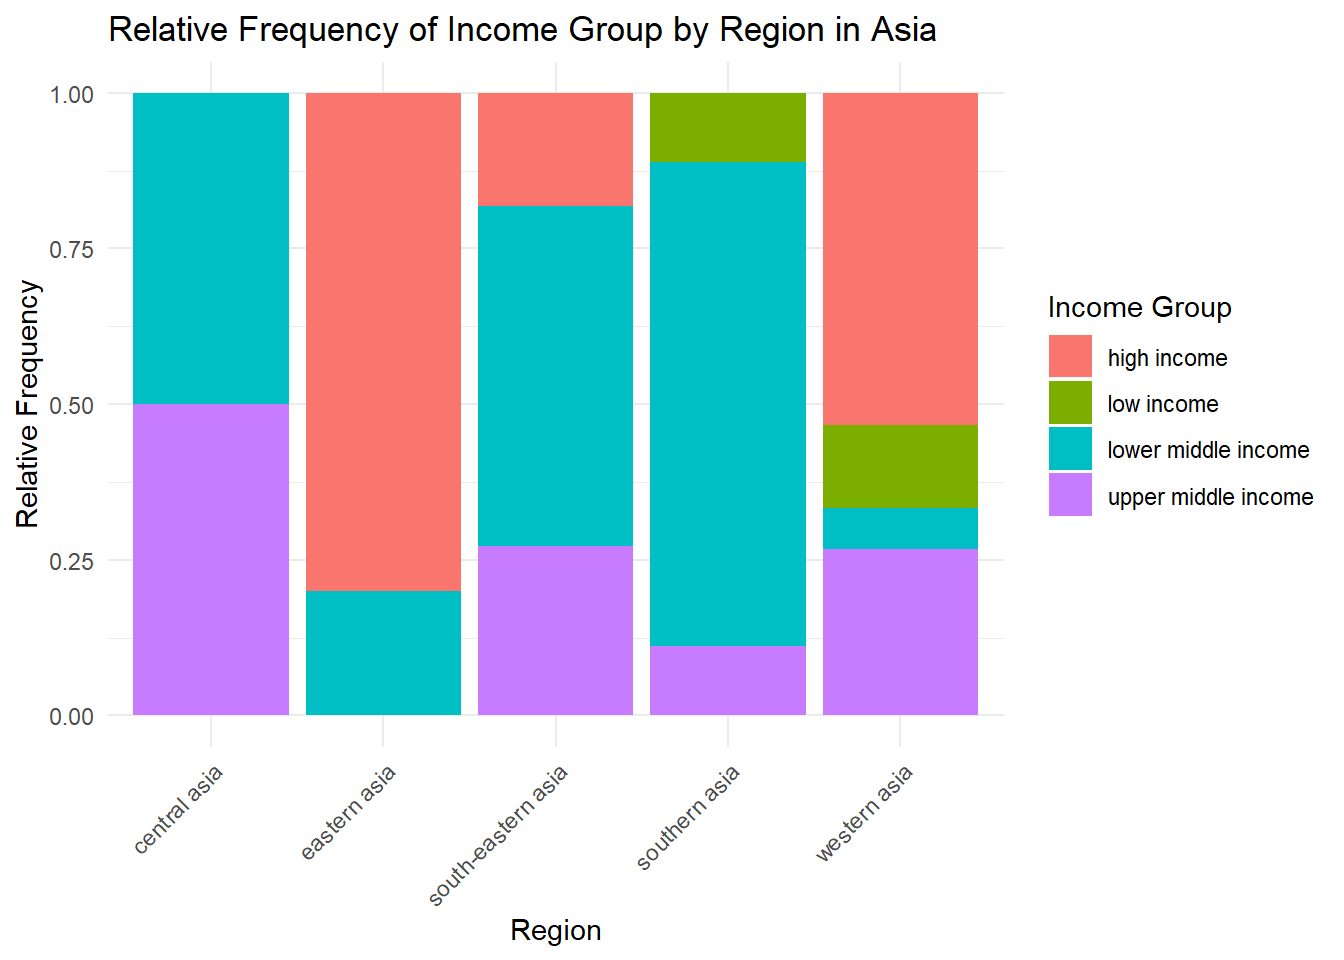 Relative Frequency of Income Group by Region in Asia
1.00
0.75
0.50
0.25
0.00
Relative Frequency
central asia
eastern asia
south-eastern asia
southern asia
western asia
Region
Income Group
high income
low income
lower middle income
upper middle income